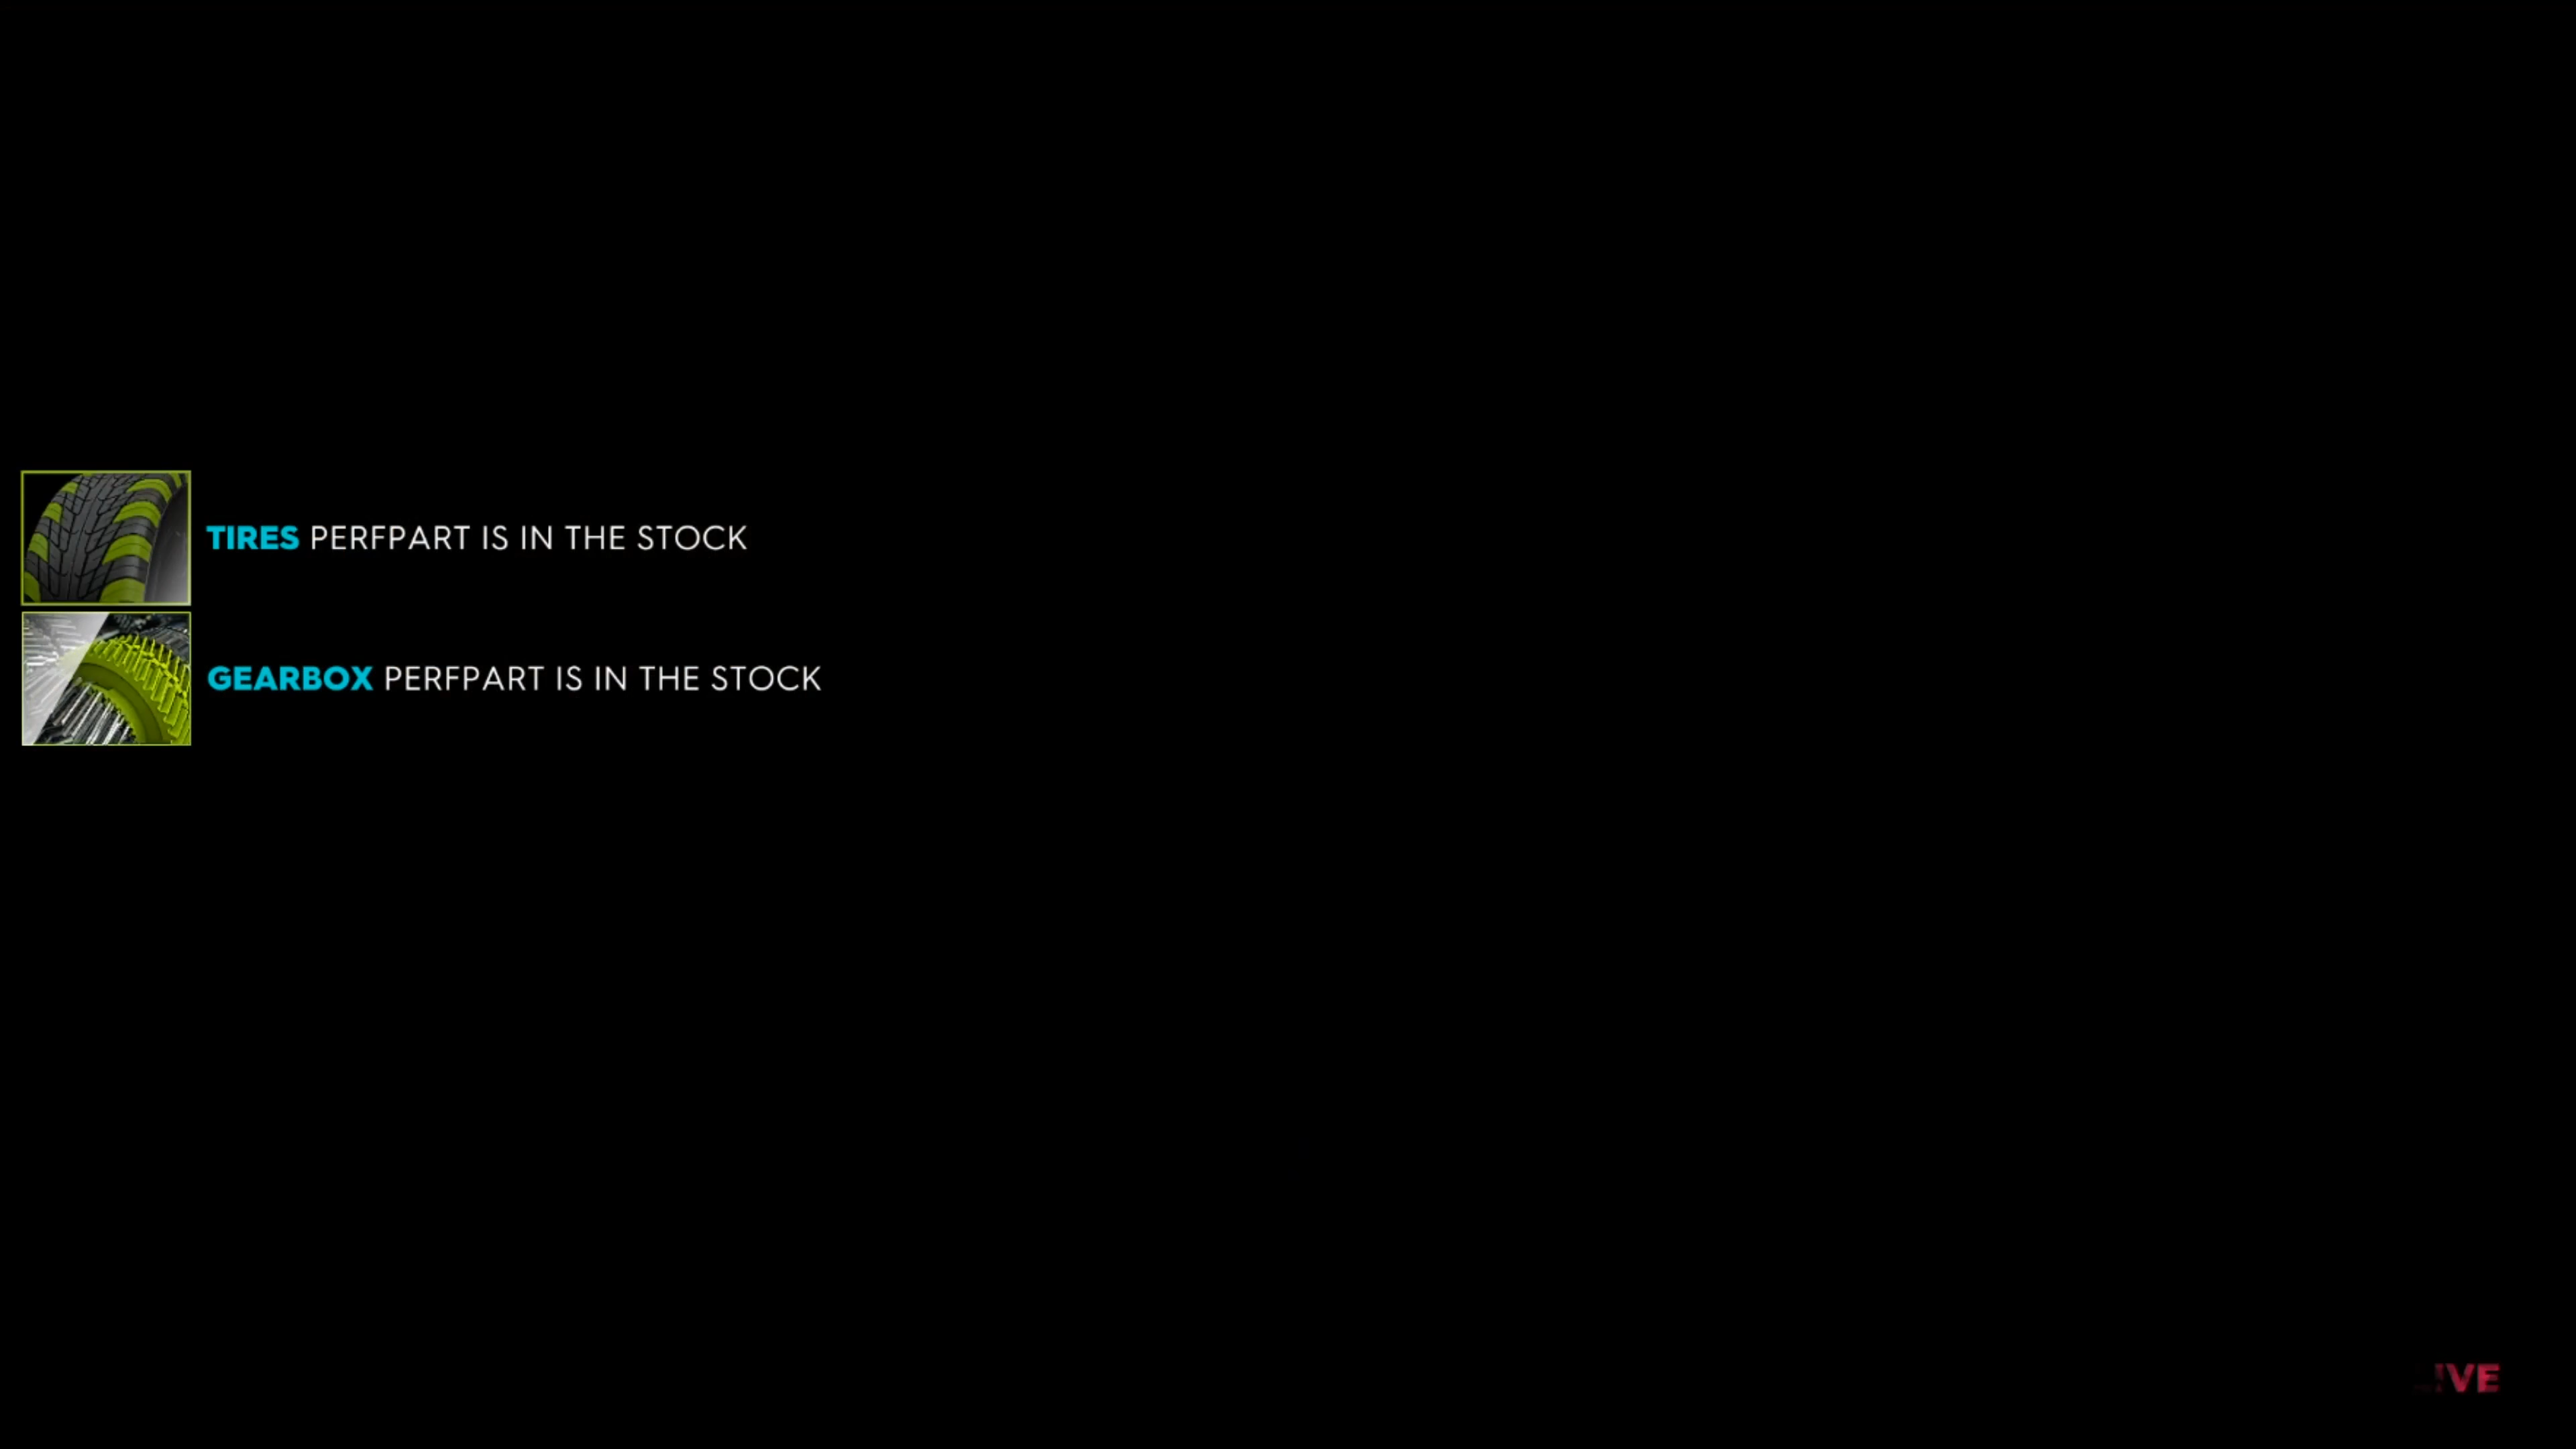 TIRES PERFPART IS IN THE STOCK
GEARBOX PERFPART IS IN THE STOCK